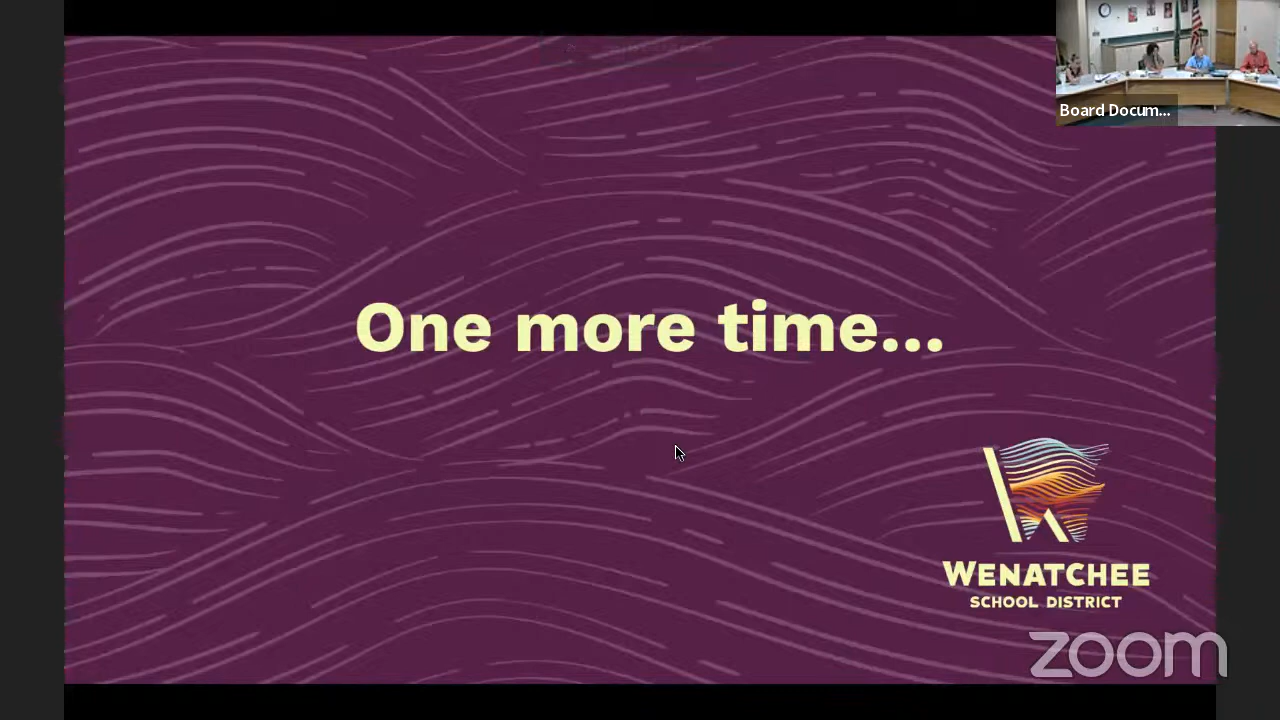 Board Docum...
One more time...
WENATCHEE
SCHOOL DISTRICT
zoom